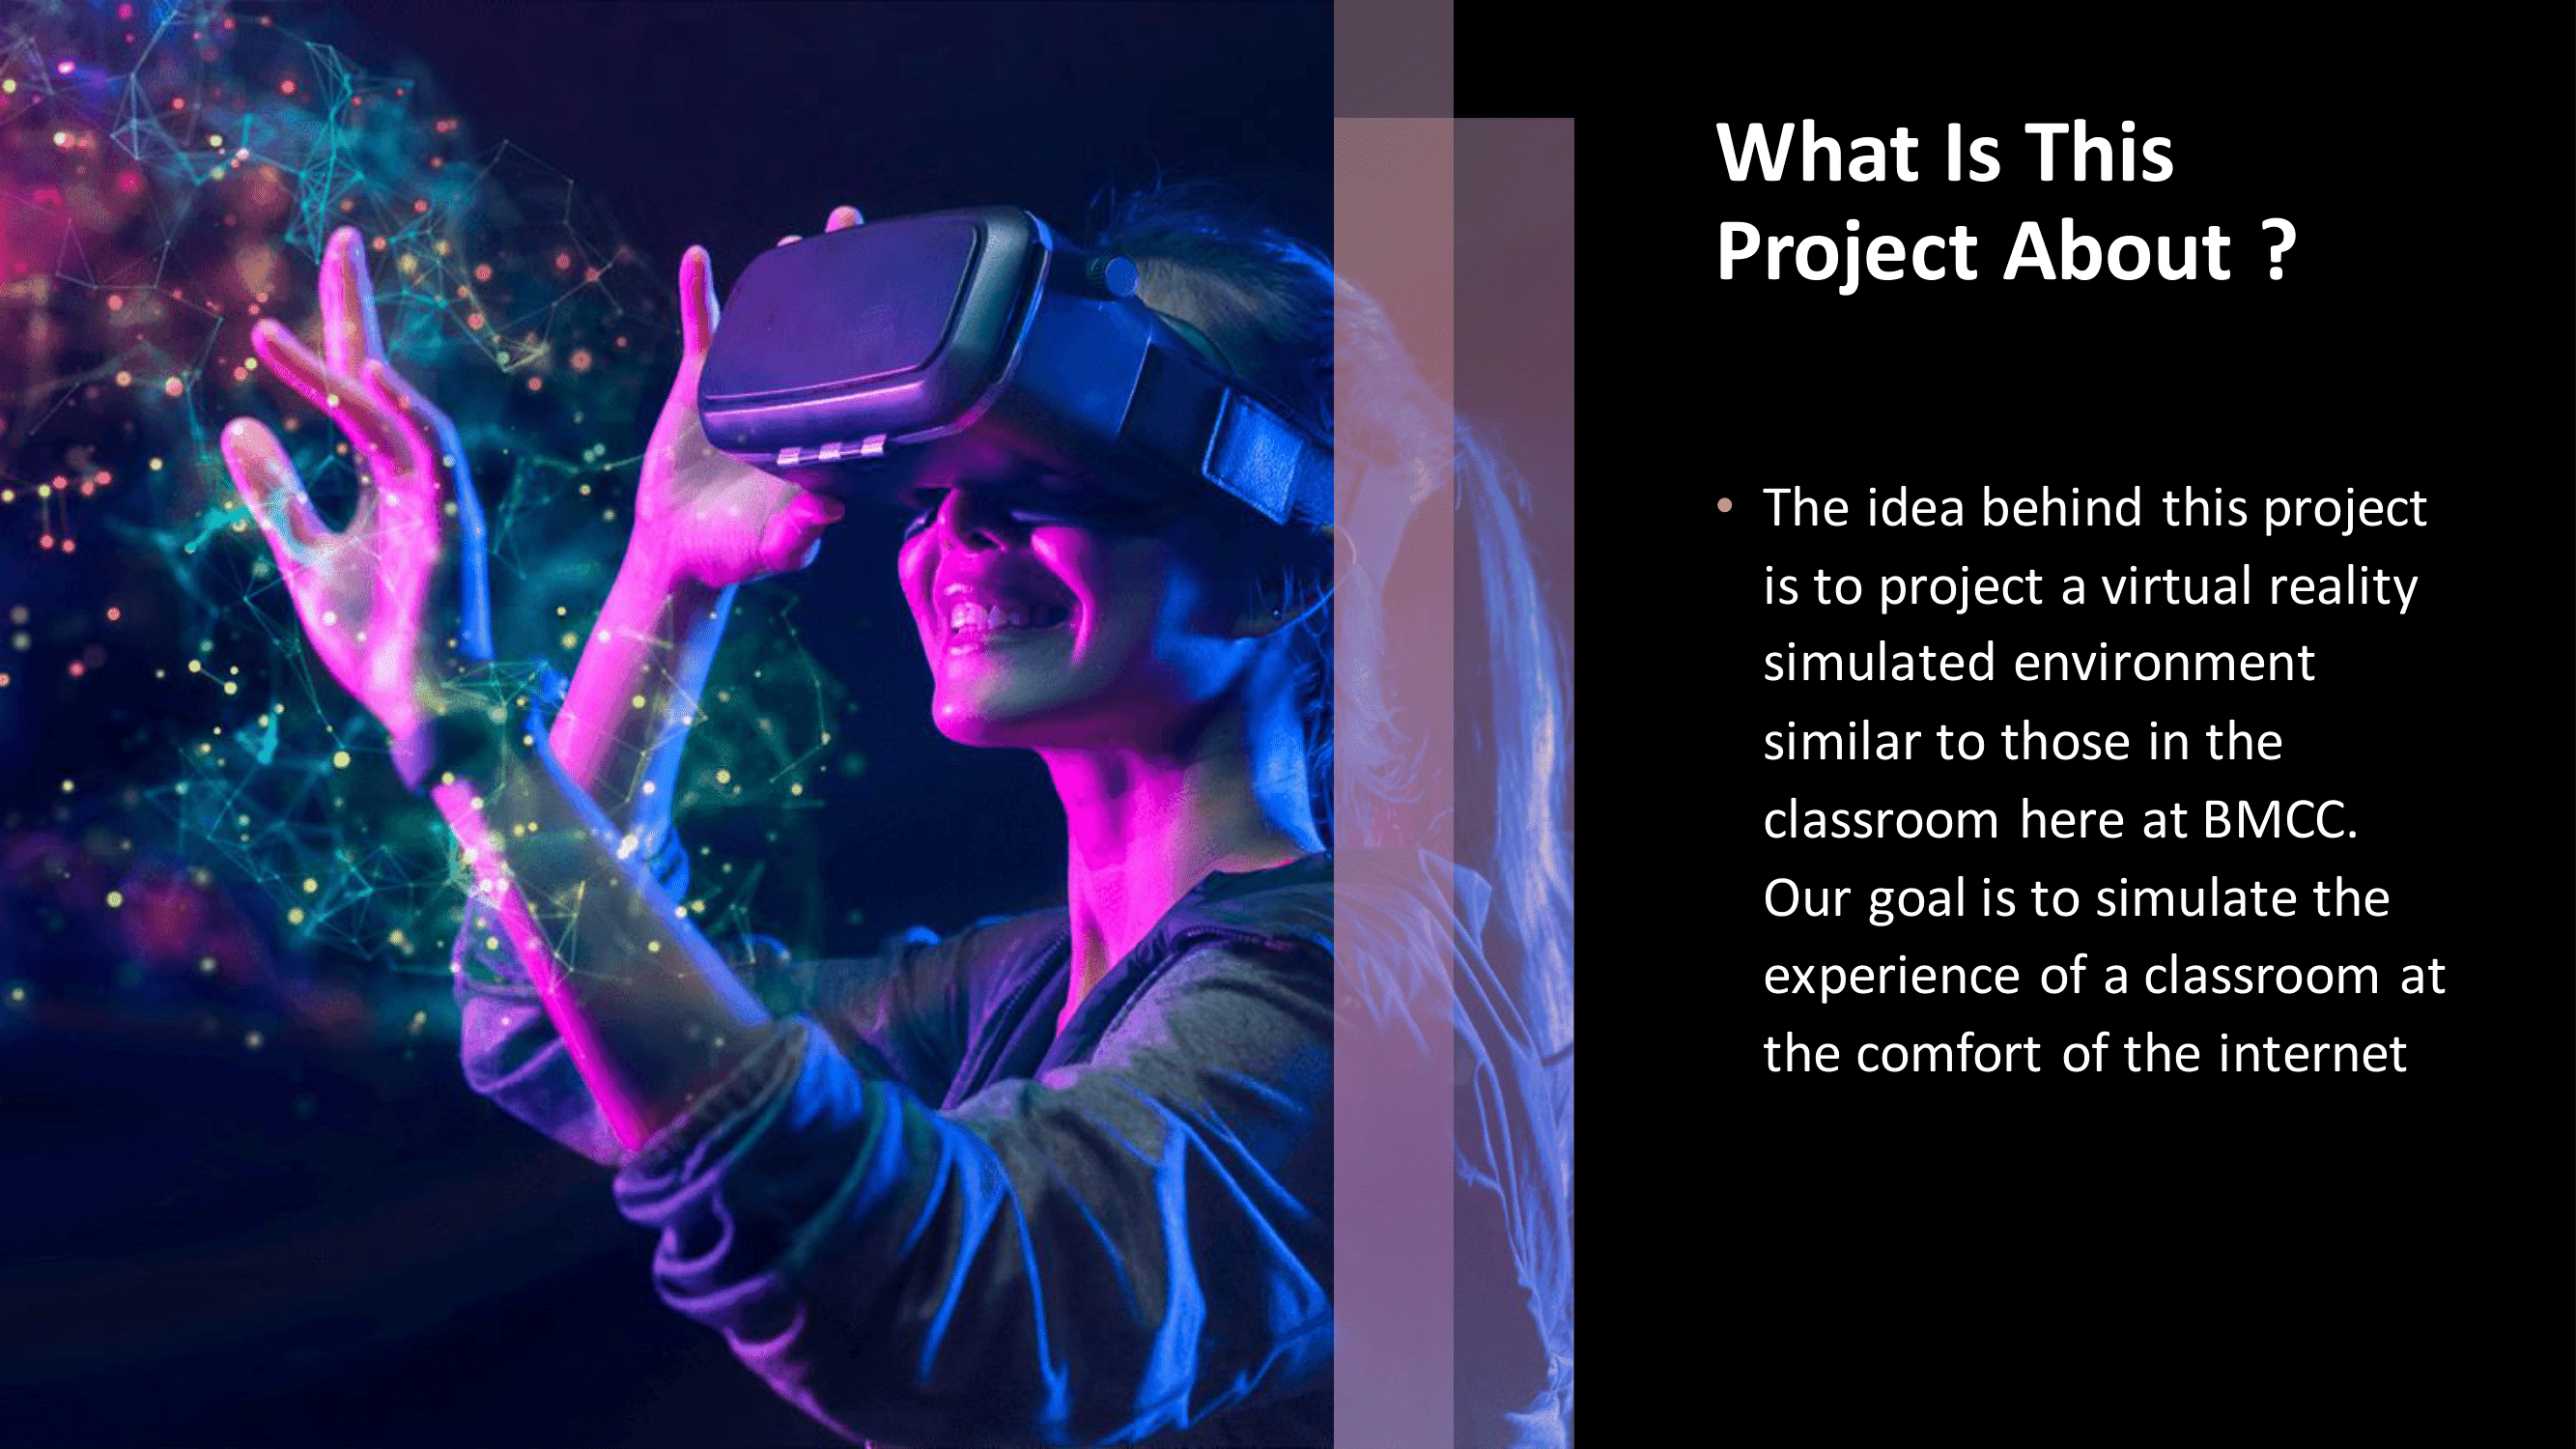 What Is This
Project About ?
• The idea behind this project
is to project a virtual reality
simulated environment
similar to those in the
classroom here at BMCC.
Our goal is to simulate the
experience of a classroom at
the comfort of the internet